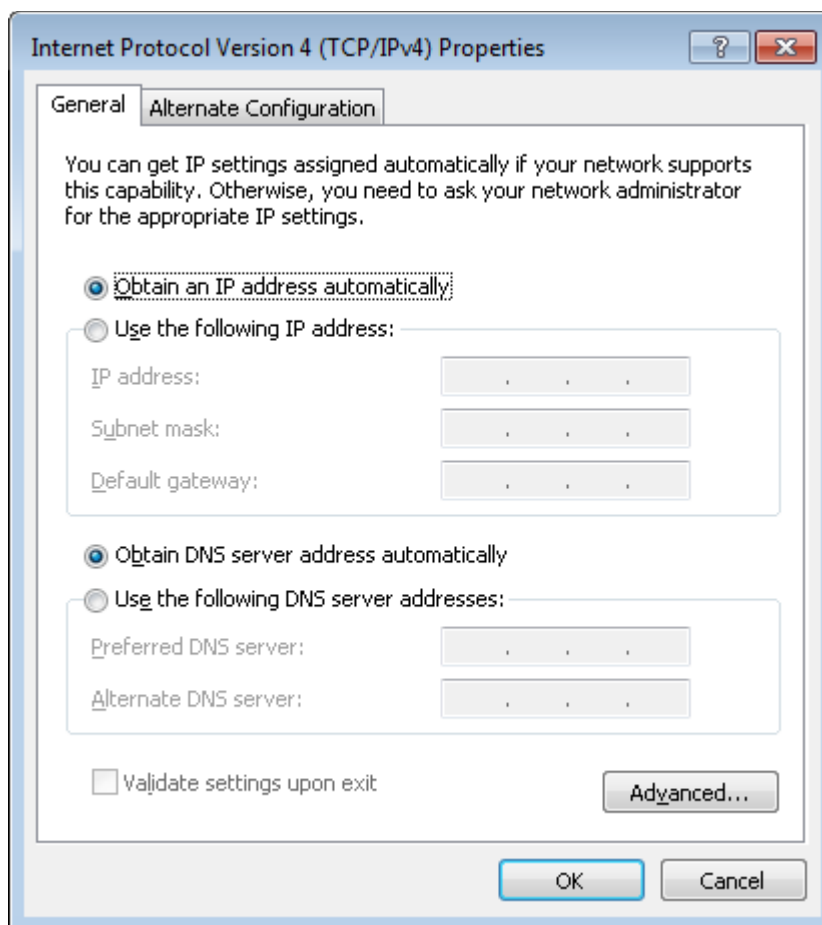 Internet Protocol Version 4 (TCP/IPv4) Properties
?
General
Alternate Configuration
You can get IP settings assigned automatically if your network supports
this capability. Otherwise, you need to ask your network administrator
for the appropriate IP settings.
Obtain an IP address automatically
Use the following IP address:
IP address:
Subnet mask:
Default gateway:
Obtain DNS server address automatically
Use the following DNS server addresses:
Preferred DNS server:
Alternate DNS server:
Validate settings upon exit
Advanced...
OK
Cancel